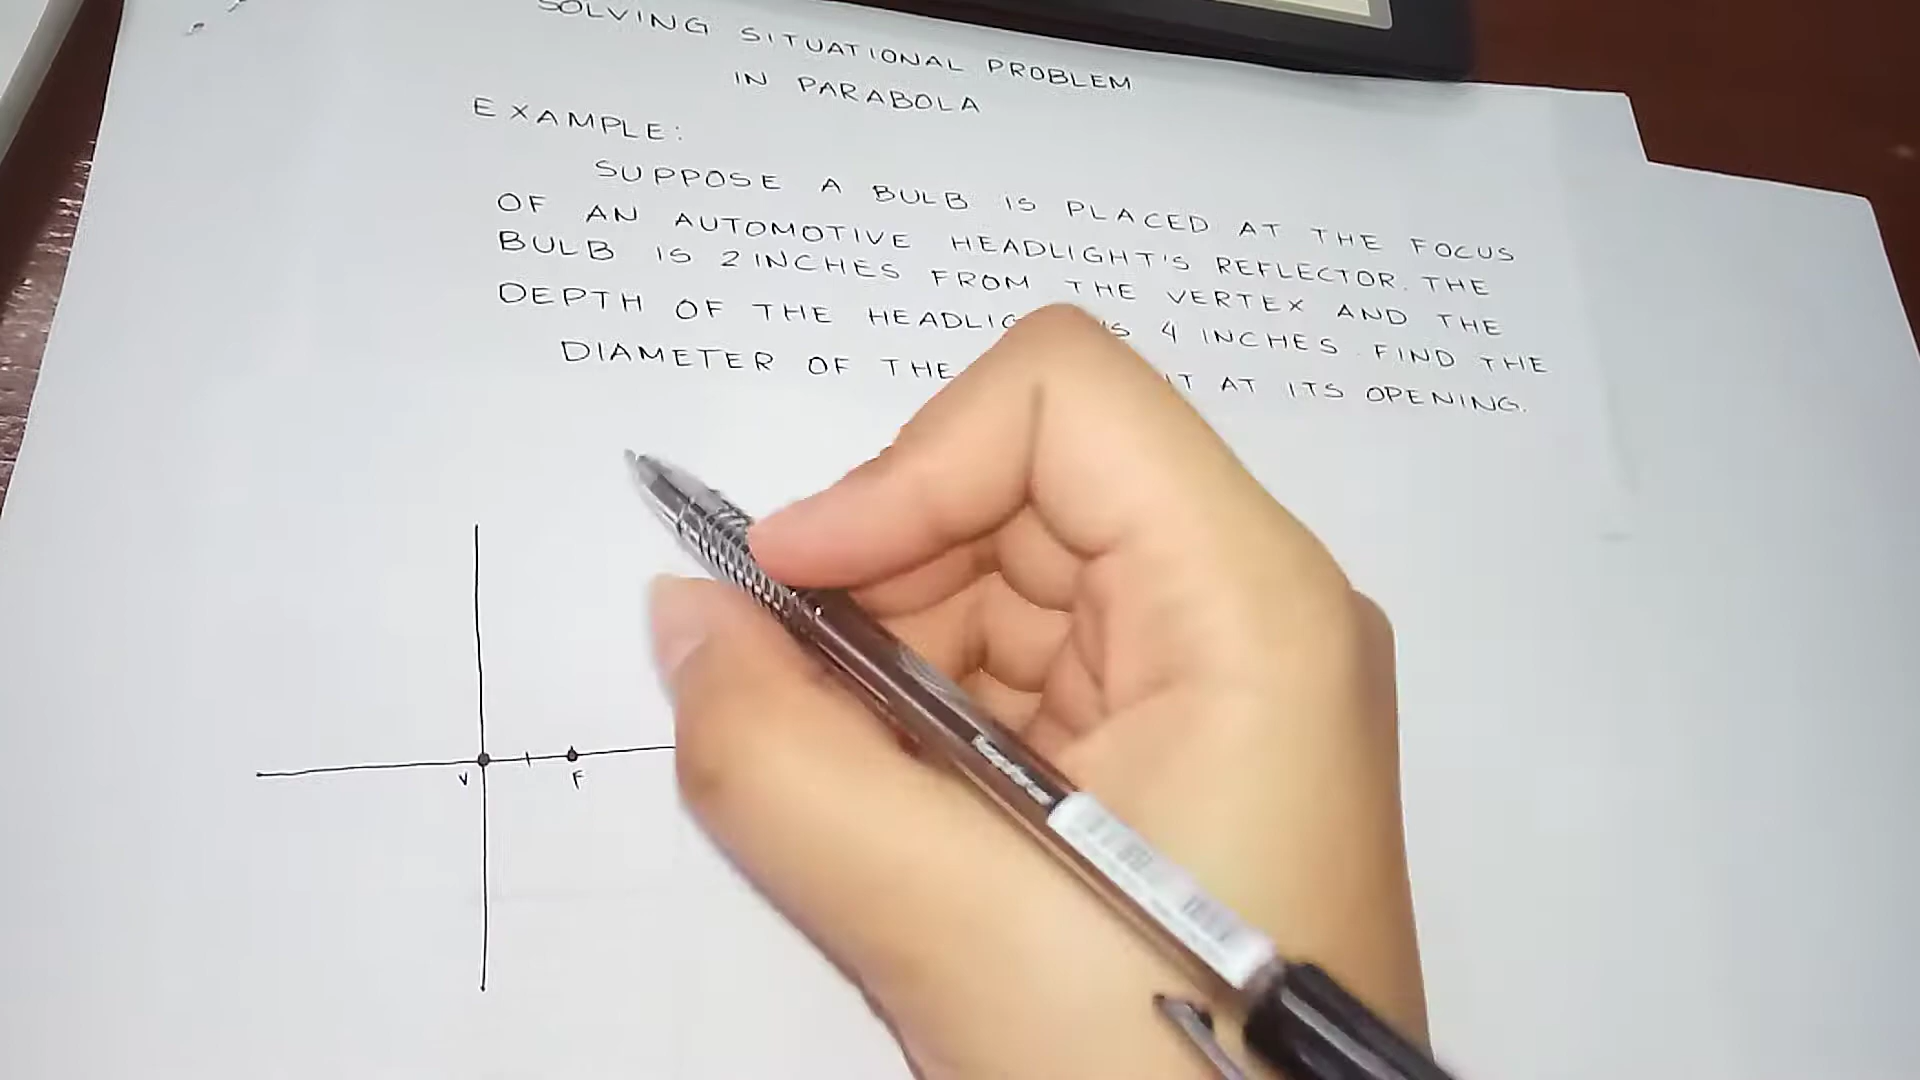 SOLVING SITUATIONAL PROBLEM
IN PARABOLA
EXAMPLE:
SUPPOSE A BULB IS PLACED AT THE FOCUS
OF AN AUTOMOTIVE HEADLIGHT'S REFLECTOR. THE
BULB IS 2 INCHES FROM THE VERTEX AND THE
DEPTH OF THE HEADLIG IS 4 INCHES. FIND THE
DIAMETER OF THE AT ITS OPENING.
V F